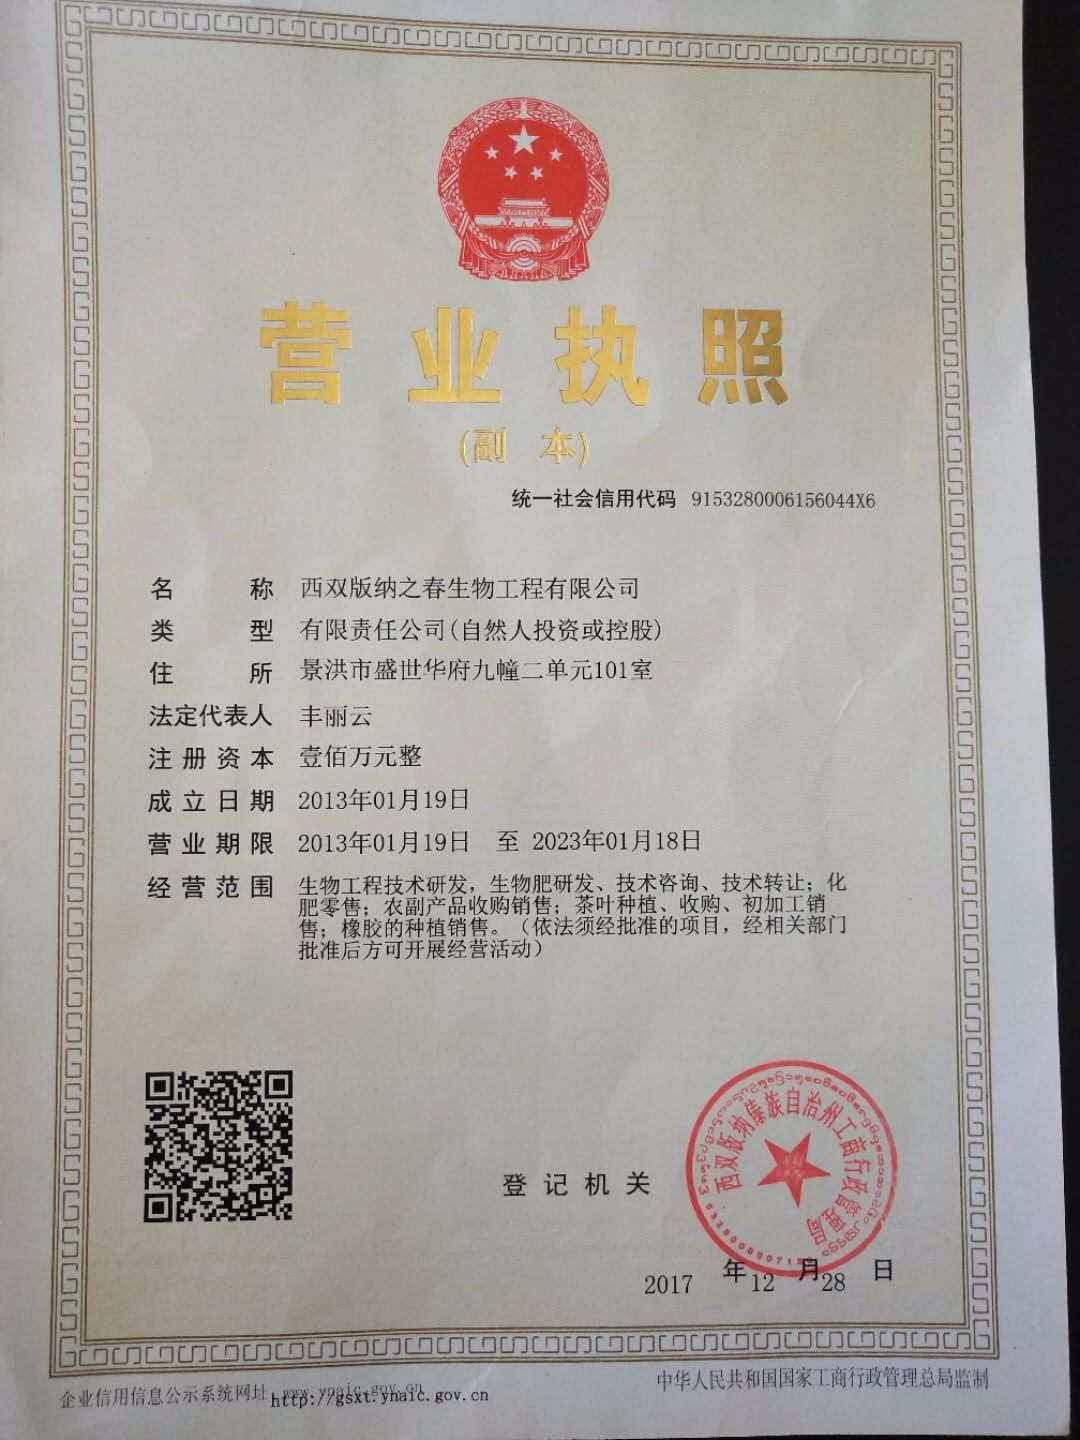 营业执照
(副 本)
统一社会信用代码 9153280006156044X6
名 称 西双版纳之春生物工程有限公司
类 型 有限责任公司(自然人投资或控股)
住 所 景洪市盛世华府九幢二单元101室
法定代表人 丰丽云
注册资本 壹佰万元整
成立日期 2013年01月19日
营业期限 2013年01月19日 至 2023年01月18日
经营范围 生物工程技术研发，生物肥研发、技术咨询、技术转让；化
肥零售；农副产品收购销售；茶叶种植、收购、初加工销
售；橡胶的种植销售。（依法须经批准的项目，经相关部门
批准后方可开展经营活动）
登记机关
西双版纳傣族自治州工商行政管理局
2017 年 12 月 28 日
企业信用信息公示系统网址：www.ynaic.gov.cn
http://gsxt.ynaic.gov.cn
中华人民共和国国家工商行政管理总局监制